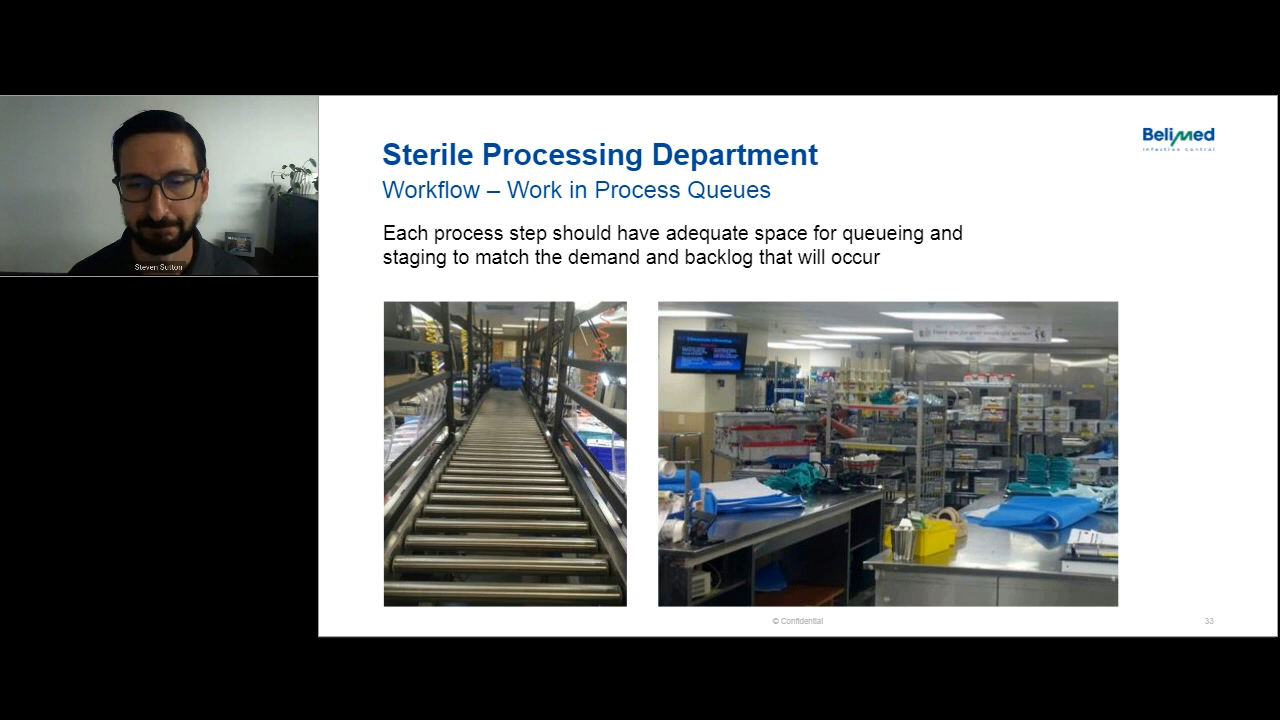 Steven Sutton
Belimed
Infection Control
Sterile Processing Department
Workflow – Work in Process Queues
Each process step should have adequate space for queueing and
staging to match the demand and backlog that will occur
© Confidential
33